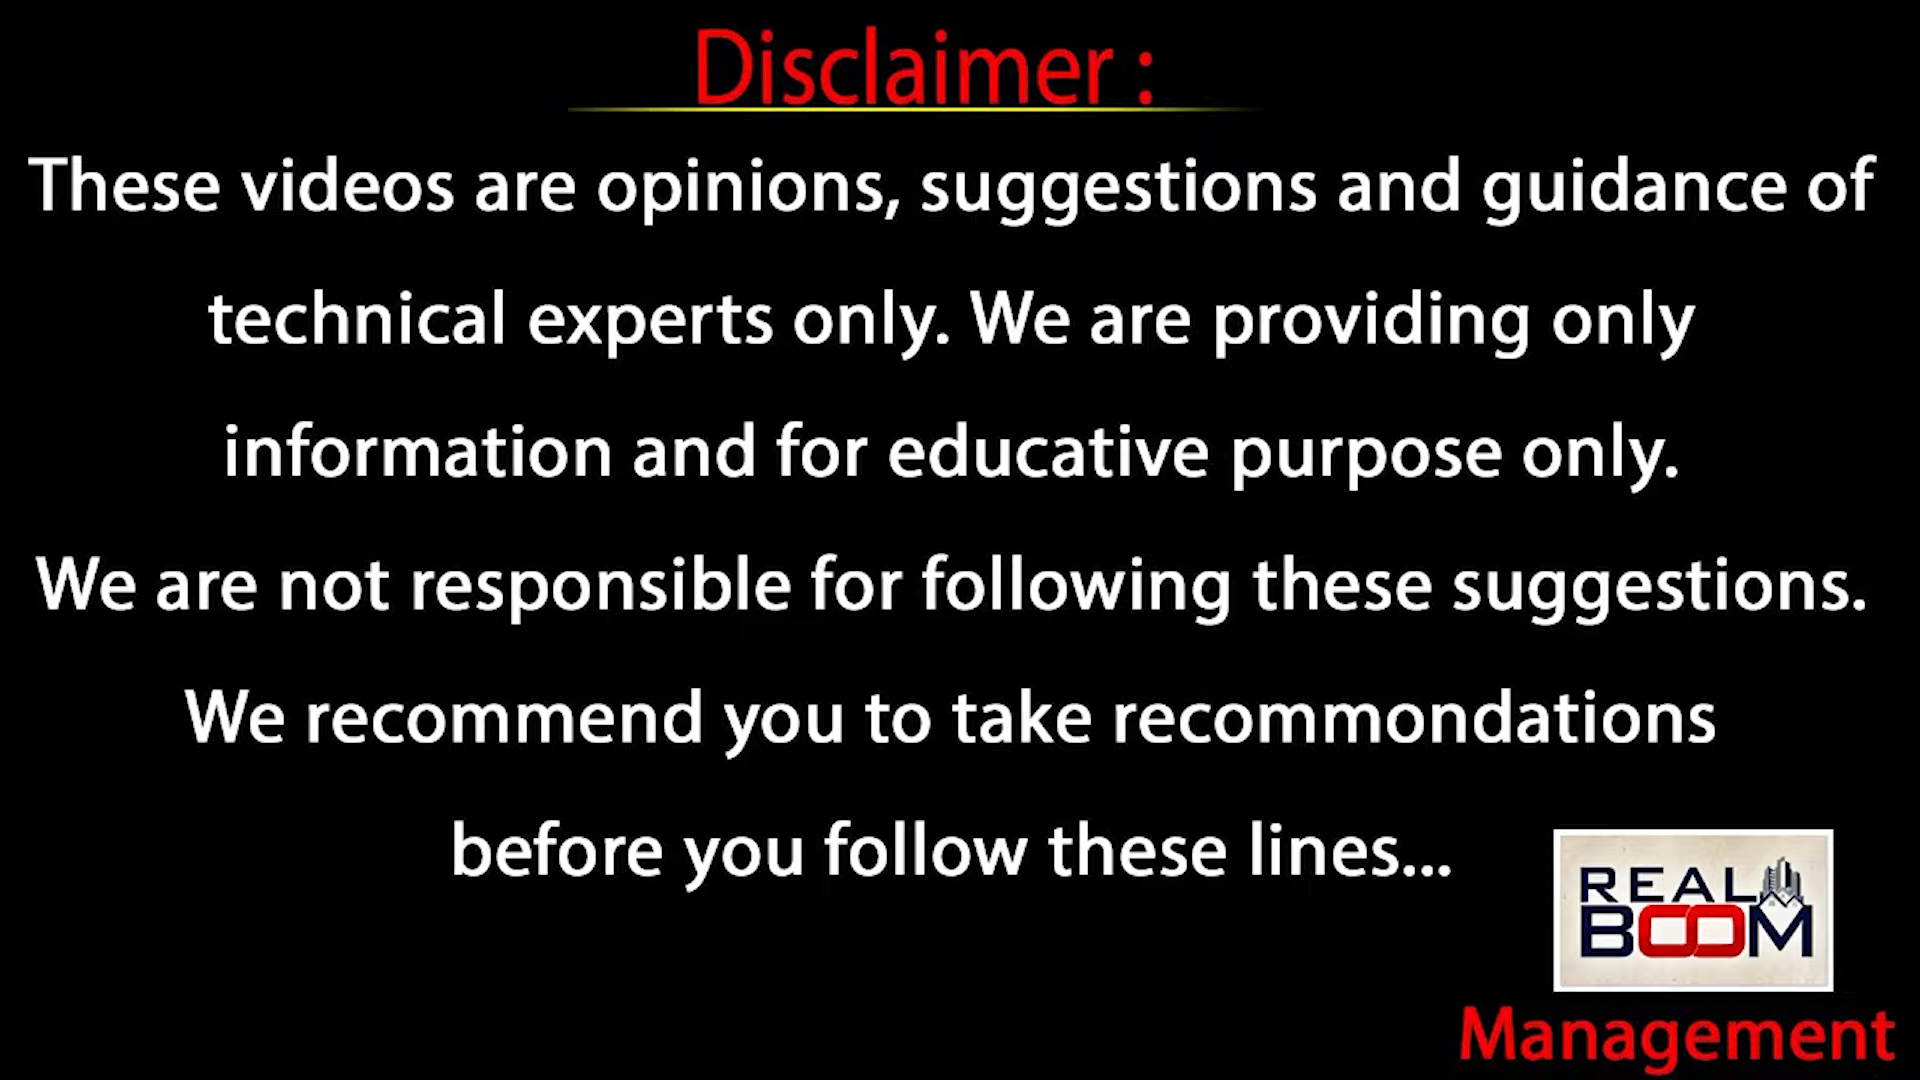 Disclaimer :
These videos are opinions, suggestions and guidance of
technical experts only. We are providing only
information and for educative purpose only.
We are not responsible for following these suggestions.
We recommend you to take recommondations
before you follow these lines...
REAL
BOOM
Management